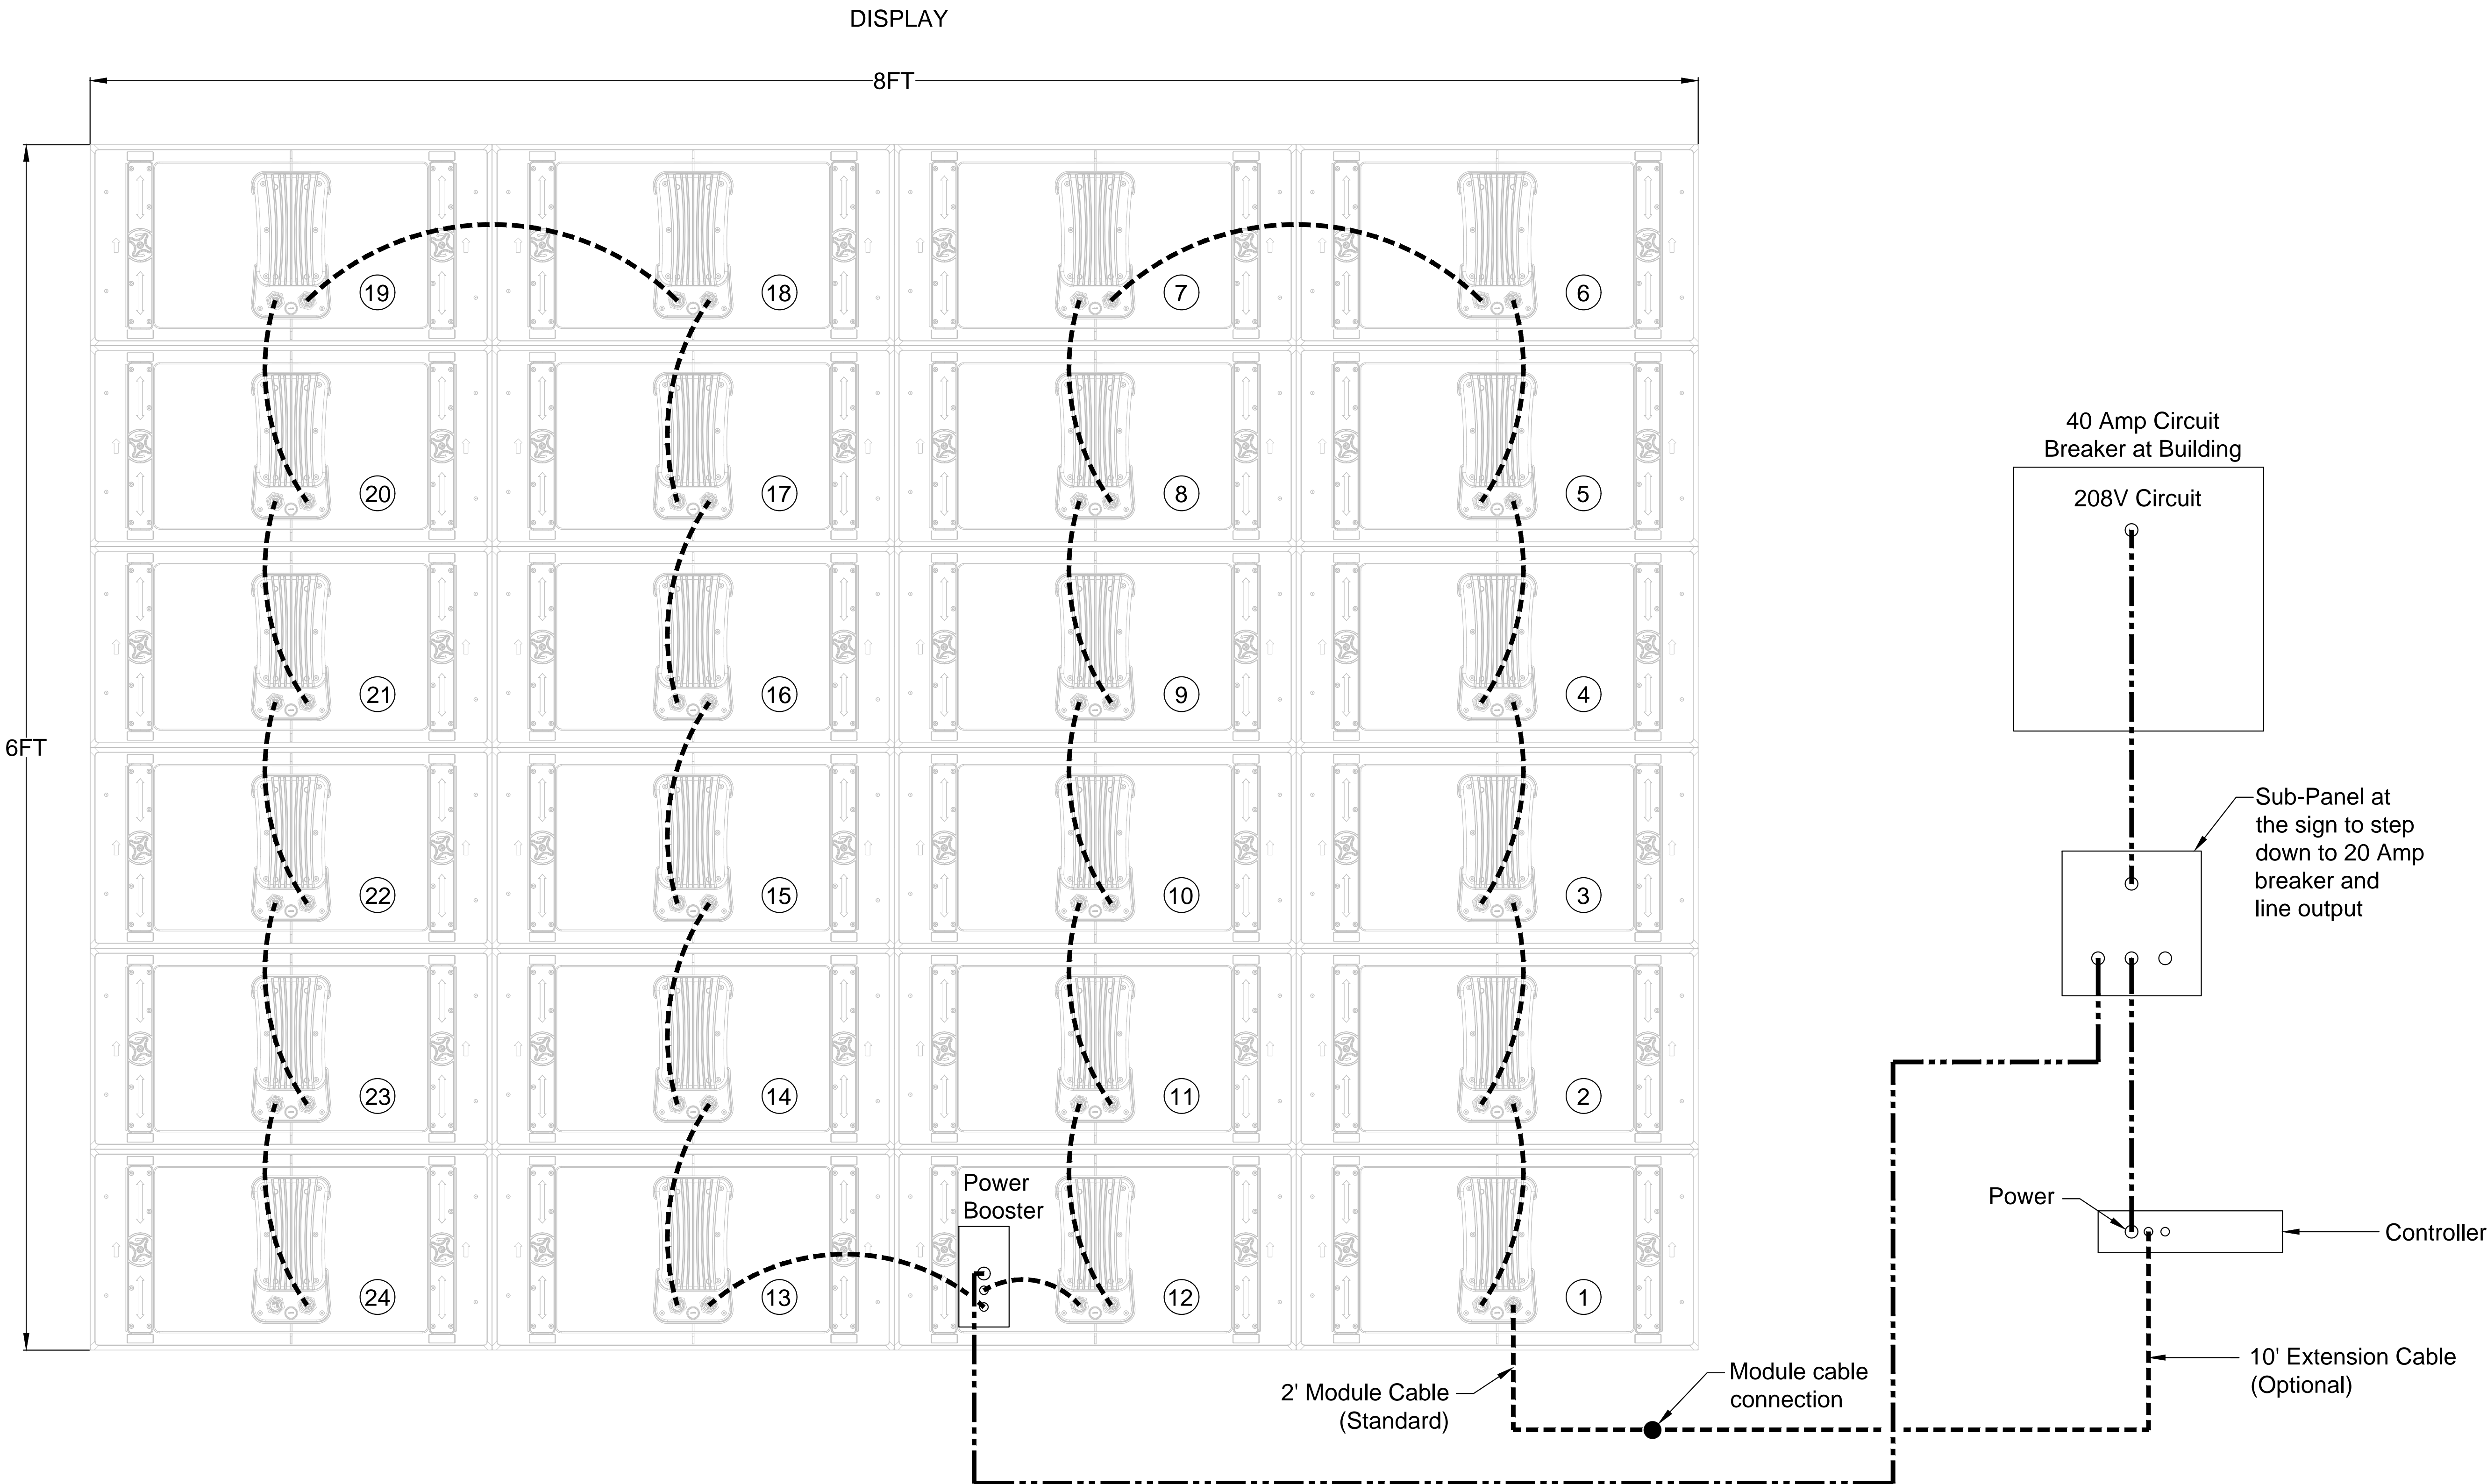 DISPLAY
8FT
6FT
19
18
7
6
20
17
8
5
21
16
9
4
22
15
10
3
23
14
11
2
24
13
12
1
Power
Booster
40 Amp Circuit
Breaker at Building
208V Circuit
Sub-Panel at
the sign to step
down to 20 Amp
breaker and
line output
Power
Controller
2' Module Cable
(Standard)
Module cable
connection
10' Extension Cable
(Optional)